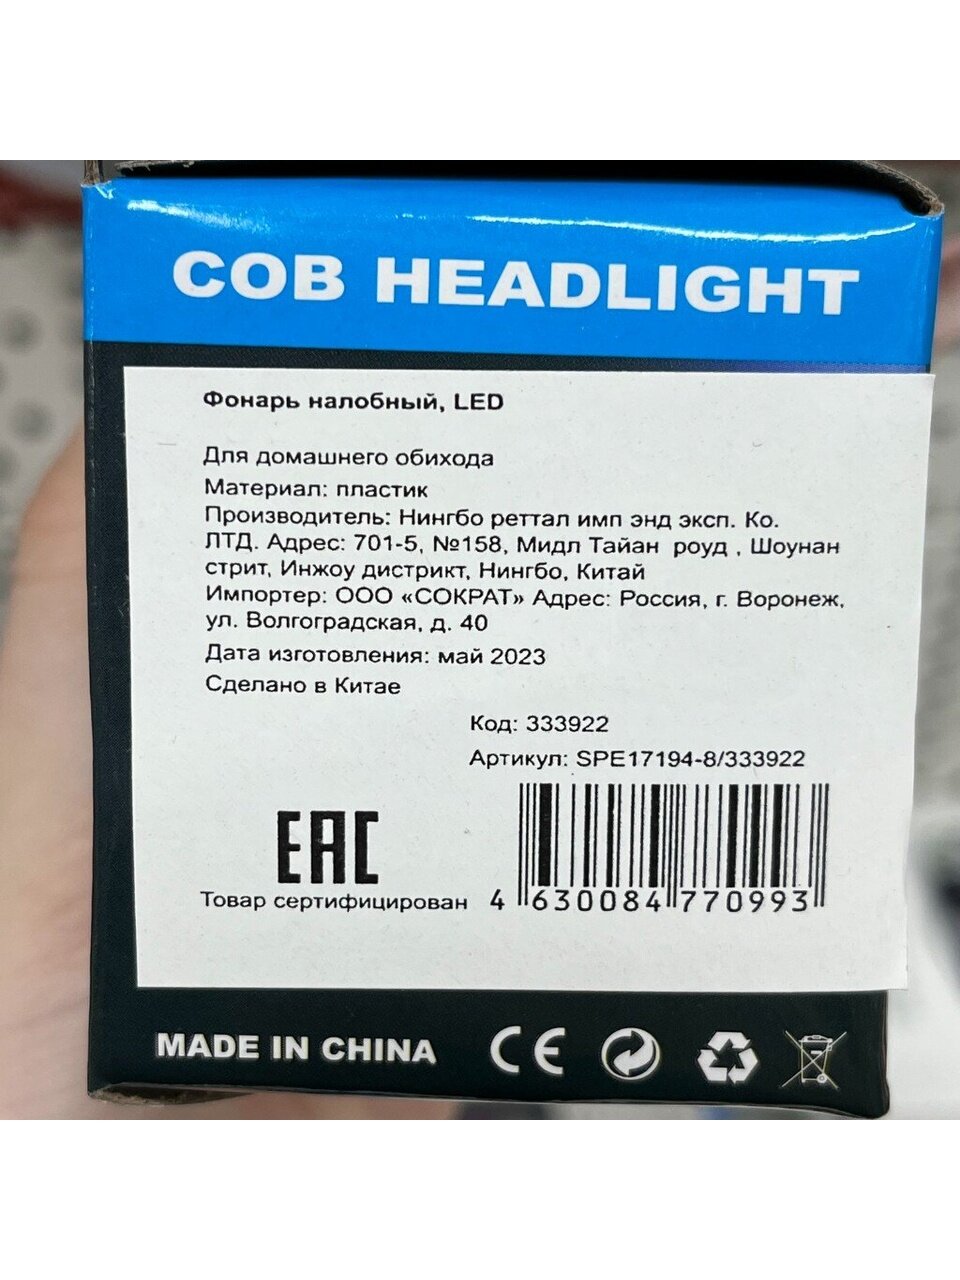 COB HEADLIGHT
Фонарь налобный, LED
Для домашнего обихода
Материал: пластик
Производитель: Нингбо реттал имп энд эксп. Ко.
ЛТД. Адрес: 701-5, №158, Мидл Тайан роуд , Шоунан
стрит, Инжоу дистрикт, Нингбо, Китай
Импортер: ООО «СОКРАТ» Адрес: Россия, г. Воронеж,
ул. Волгоградская, д. 40
Дата изготовления: май 2023
Сделано в Китае
Код: 333922
Артикул: SPE17194-8/333922
EAC
Товар сертифицирован
4 630084 770993
MADE IN CHINA
CE